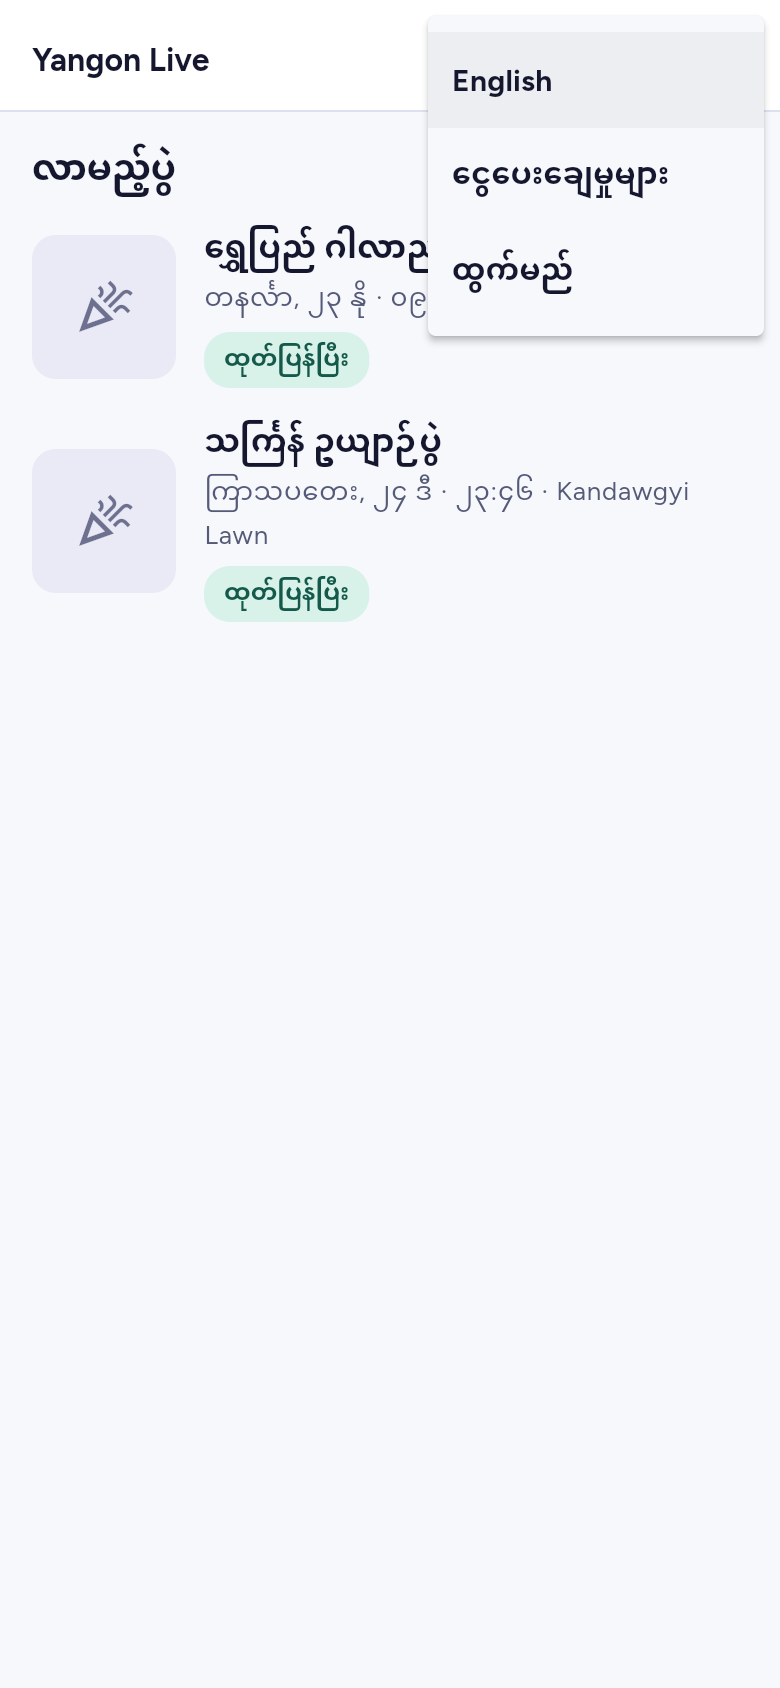 Yangon Live
English
ငွေပေးချေမှုများ
ထွက်မည်
လာမည့်ပွဲ
ရွှေပြည် ဂါလာည
တနင်္လာ, ၂၃ နို · ၀၉
ထုတ်ပြန်ပြီး
သင်္ကြန် ဥယျာဉ်ပွဲ
ကြာသပတေး, ၂၄ ဒီ · ၂၃:၄၆ · Kandawgyi
Lawn
ထုတ်ပြန်ပြီး